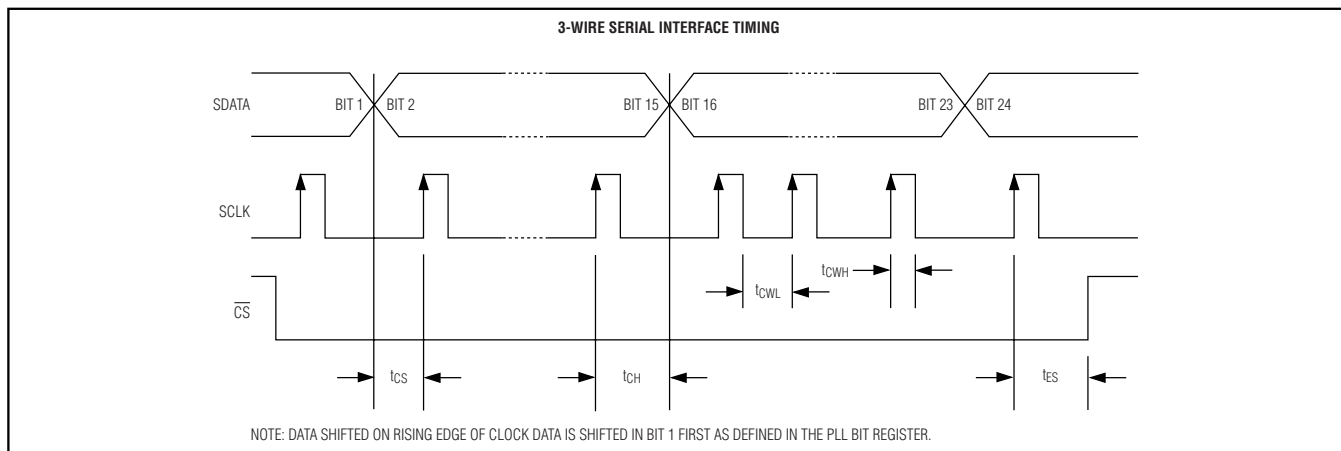 3-WIRE SERIAL INTERFACE TIMING
SDATA BIT 1 BIT 2 BIT 15 BIT 16 BIT 23 BIT 24
SCLK
tCWH
tCWL
CS
tCS tCH tES
NOTE: DATA SHIFTED ON RISING EDGE OF CLOCK DATA IS SHIFTED IN BIT 1 FIRST AS DEFINED IN THE PLL BIT REGISTER.